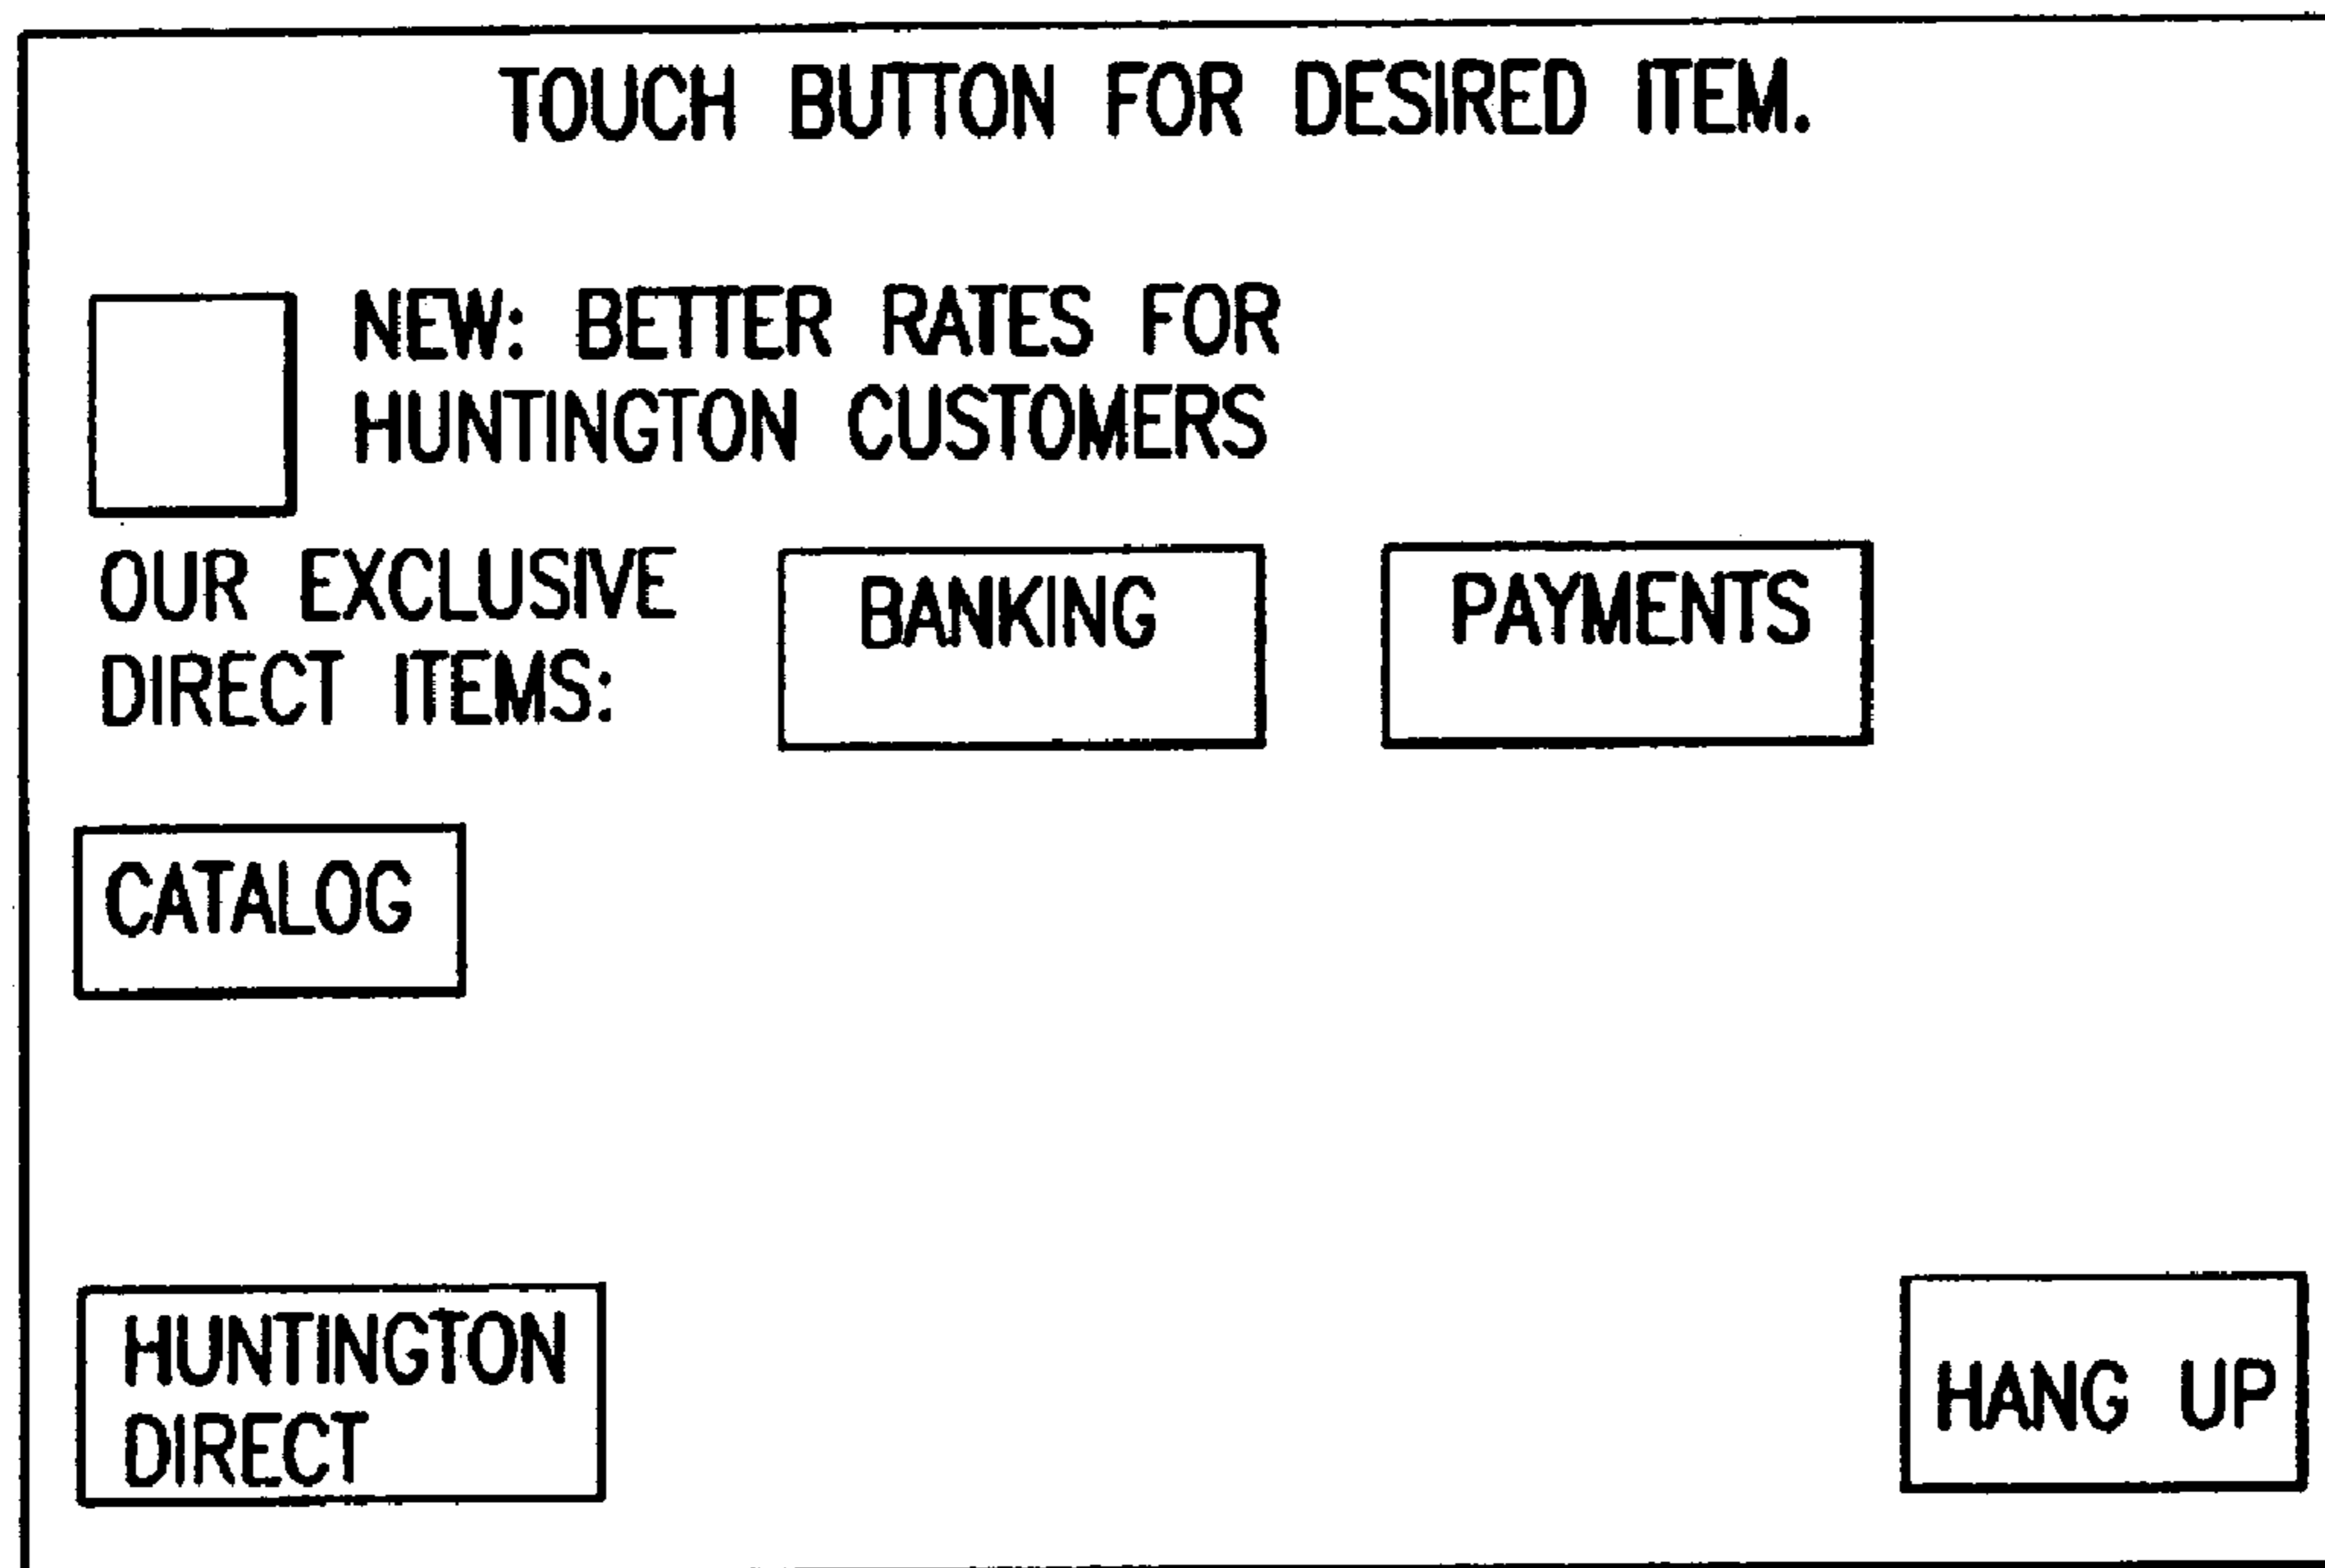 TOUCH BUTTON FOR DESIRED ITEM.
NEW: BETTER RATES FOR
HUNTINGTON CUSTOMERS
OUR EXCLUSIVE
DIRECT ITEMS:
BANKING
PAYMENTS
CATALOG
HUNTINGTON
DIRECT
HANG UP